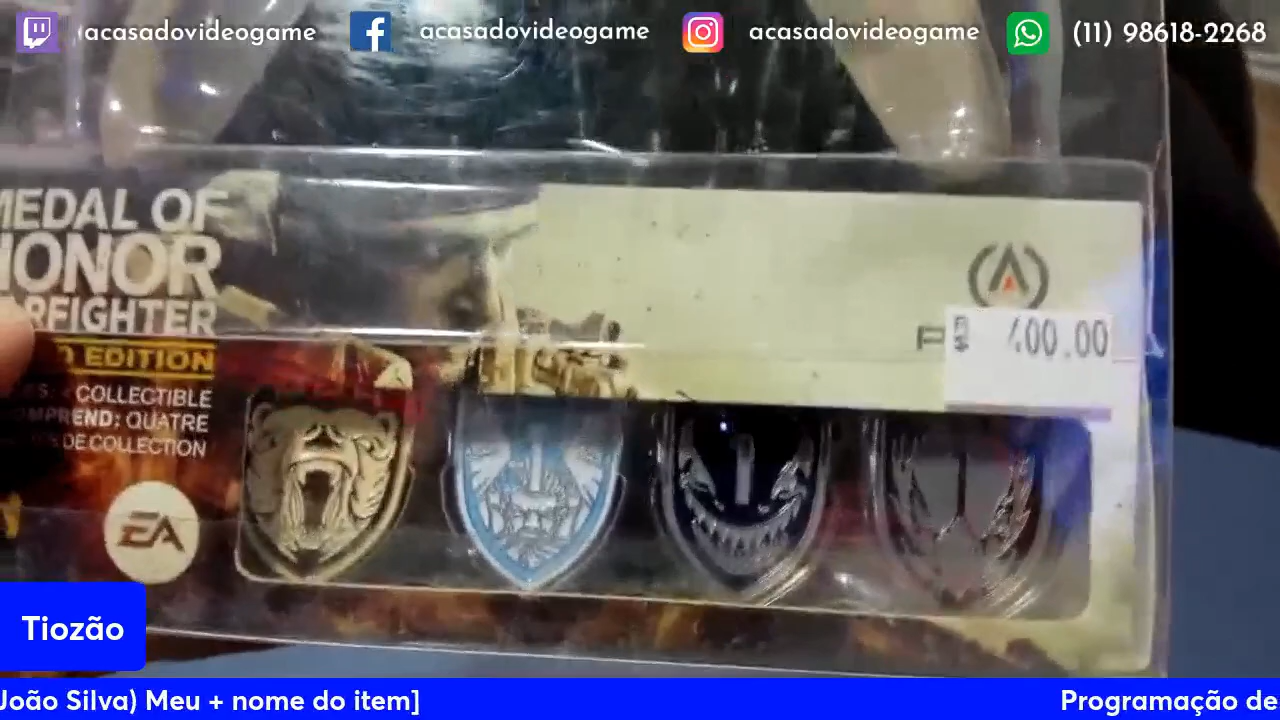 acasadovideogame
acasadovideogame
acasadovideogame
(11) 98618-2268
MEDAL OF
HONOR
RFIGHTER
EDITION
COLLECTIBLE
MPREND: QUATRE
DE COLLECTION
EA
R$ 400.00
Tiozão
João Silva) Meu + nome do item]
Programação de